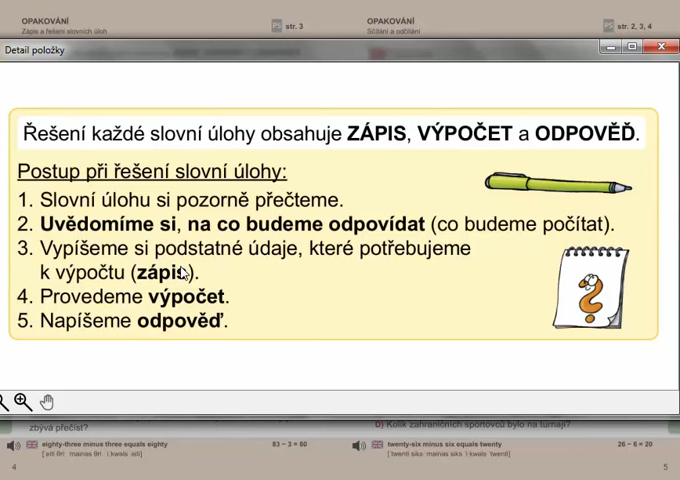 OPAKOVÁNÍ
Zápis a řešení slovních úloh
str. 3
OPAKOVÁNÍ
Sčítání a odčítání
str. 2, 3, 4
Detail položky
Řešení každé slovní úlohy obsahuje ZÁPIS, VÝPOČET a ODPOVĚĎ.
Postup při řešení slovní úlohy:
1. Slovní úlohu si pozorně přečteme.
2. Uvědomíme si, na co budeme odpovídat (co budeme počítat).
3. Vypíšeme si podstatné údaje, které potřebujeme
k výpočtu (zápis).
4. Provedeme výpočet.
5. Napíšeme odpověď.
zbývá přečíst?
D) Kolik zahraničních sportovců bylo na turnaji?
eighty-three minus three equals eighty
83 – 3 = 80
twenty-six minus six equals twenty
26 – 6 = 20
4
5